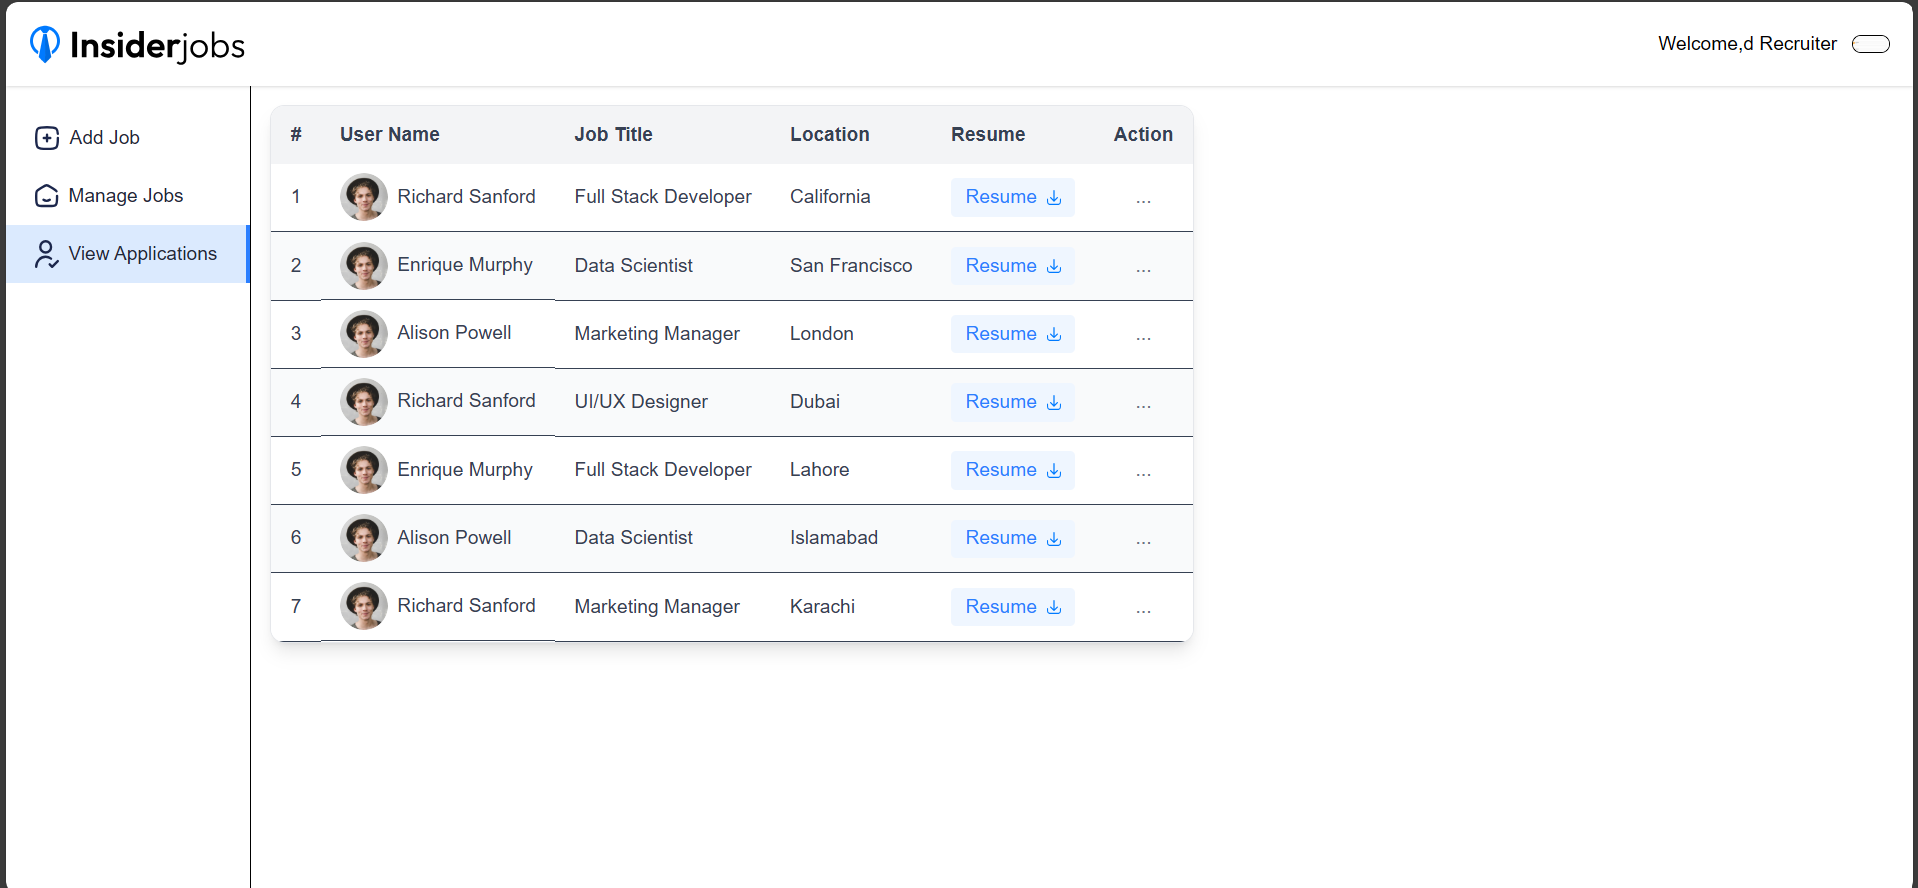 Insiderjobs
Welcome,d Recruiter
Add Job
Manage Jobs
View Applications
# User Name Job Title Location Resume Action
1 Richard Sanford Full Stack Developer California Resume ...
2 Enrique Murphy Data Scientist San Francisco Resume ...
3 Alison Powell Marketing Manager London Resume ...
4 Richard Sanford UI/UX Designer Dubai Resume ...
5 Enrique Murphy Full Stack Developer Lahore Resume ...
6 Alison Powell Data Scientist Islamabad Resume ...
7 Richard Sanford Marketing Manager Karachi Resume ...